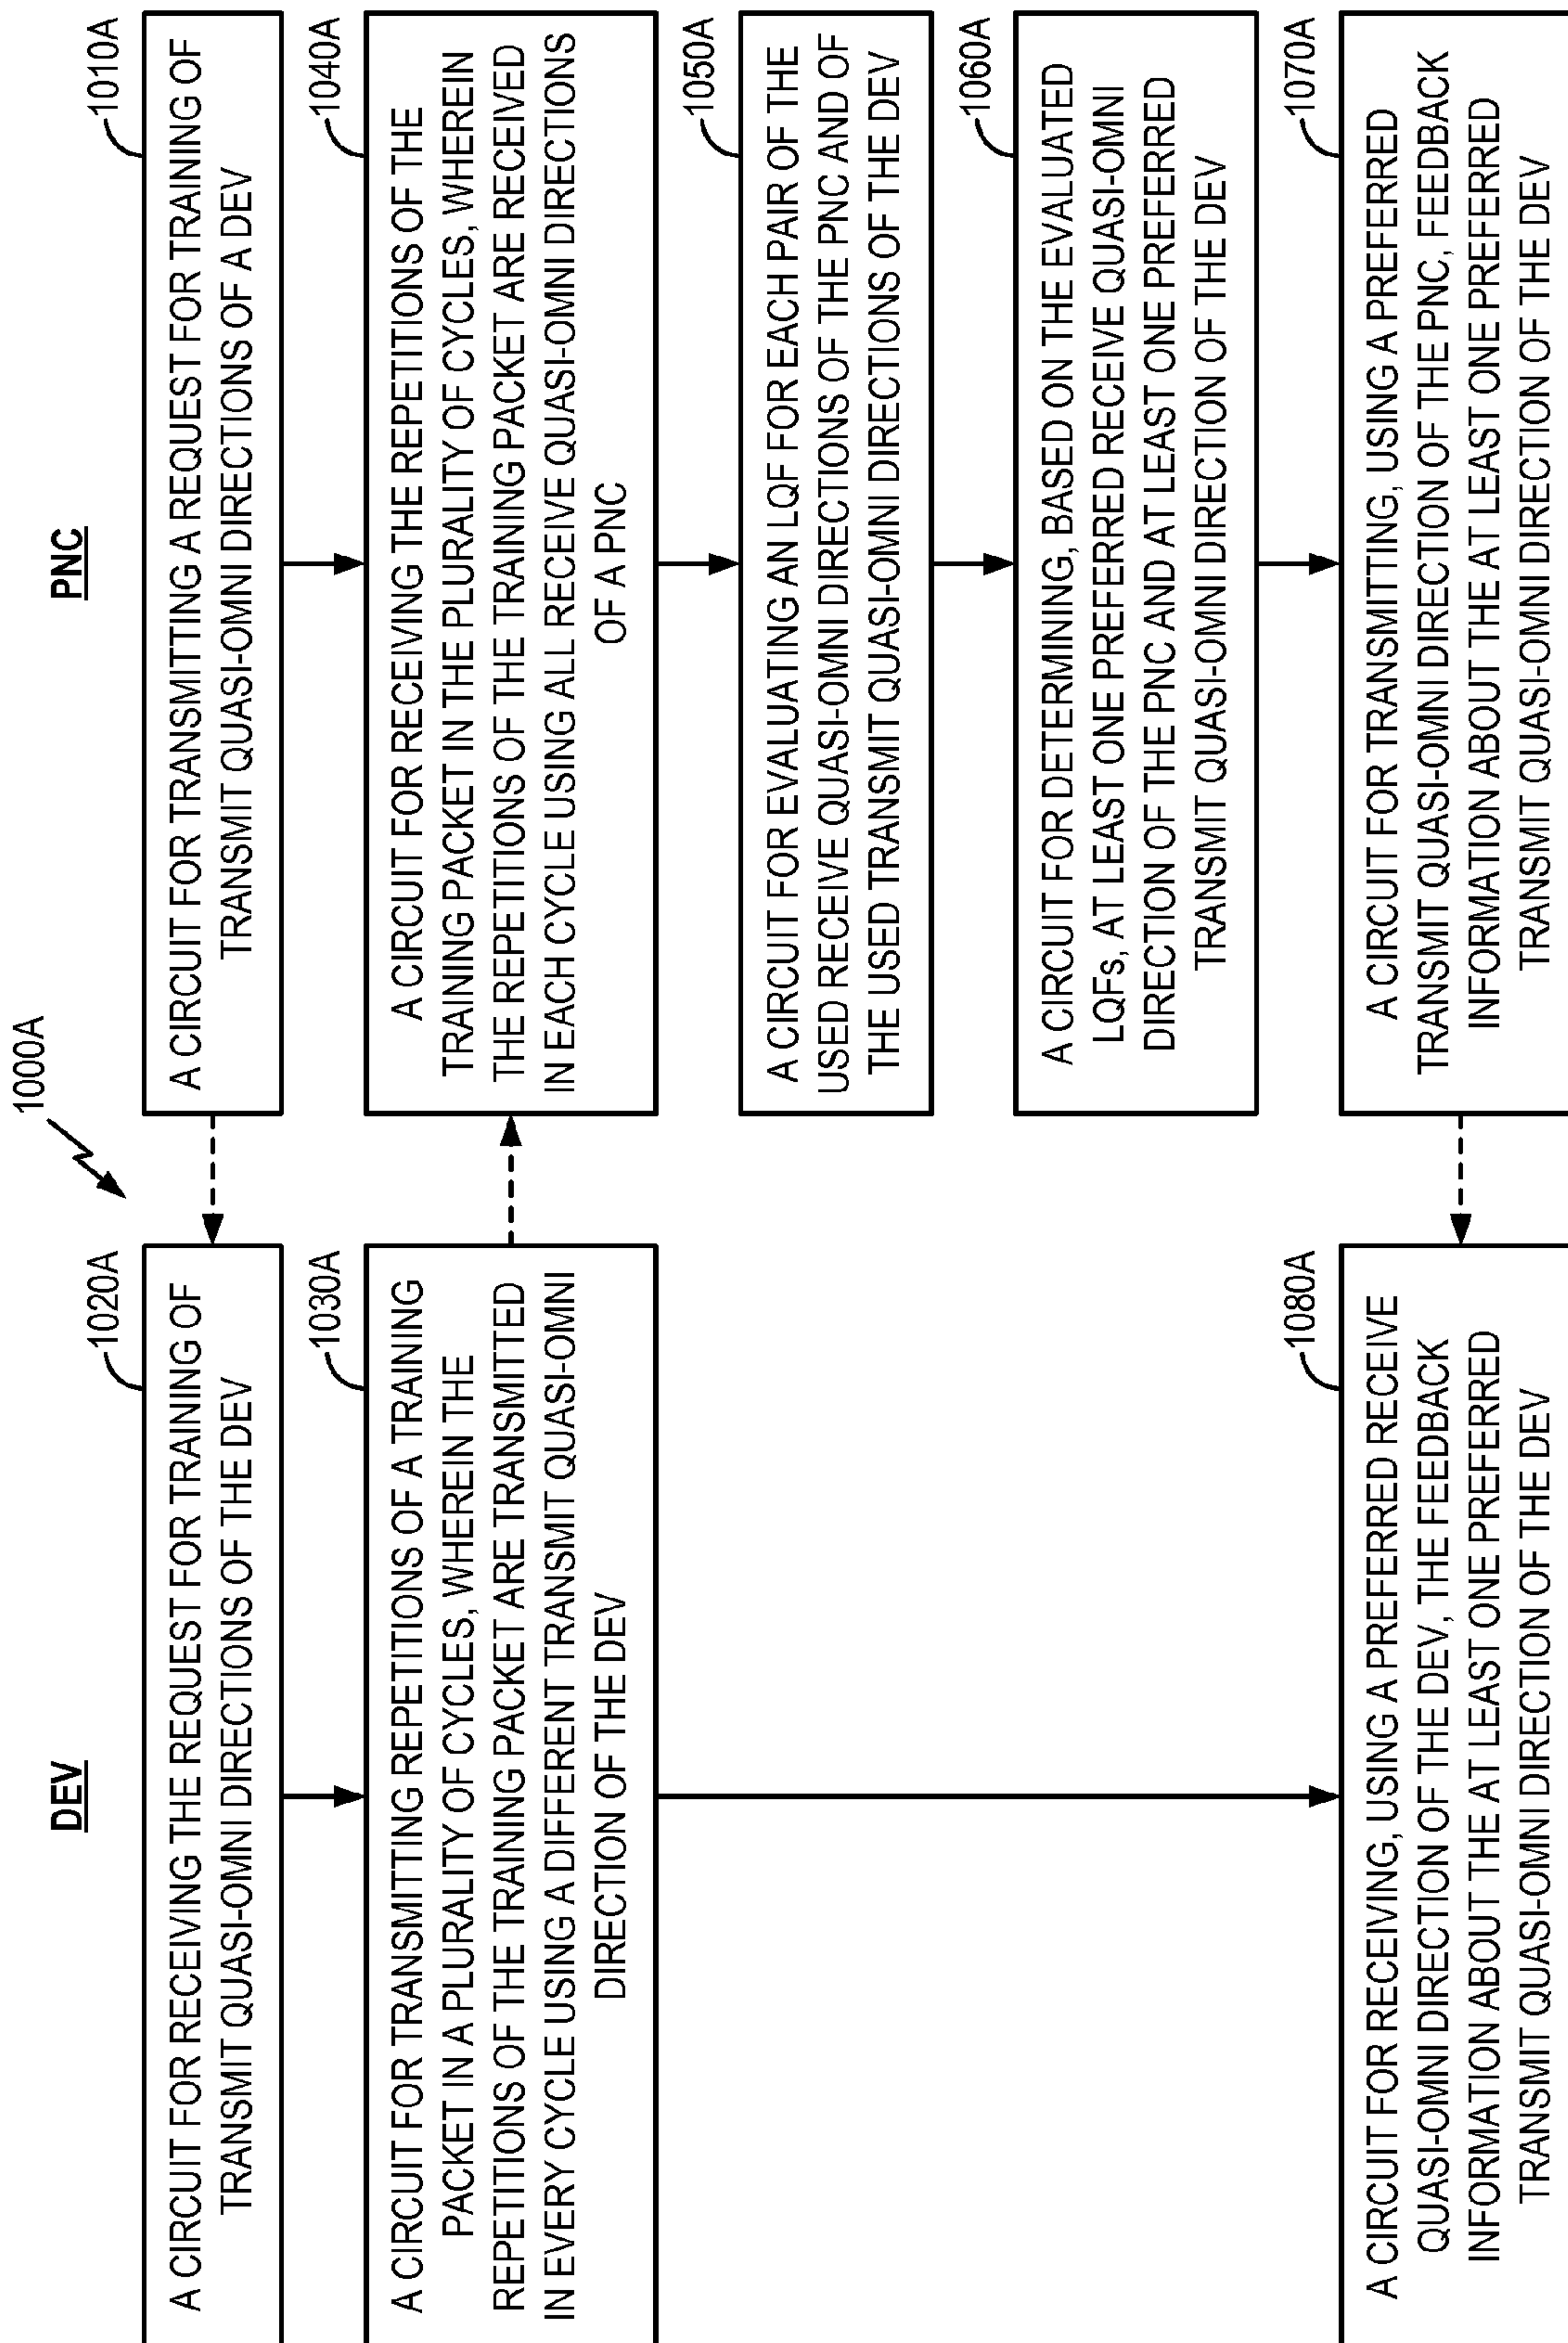 1000A
DEV
1020A
A CIRCUIT FOR RECEIVING THE REQUEST FOR TRAINING OF
TRANSMIT QUASI-OMNI DIRECTIONS OF THE DEV
1030A
A CIRCUIT FOR TRANSMITTING REPETITIONS OF A TRAINING
PACKET IN A PLURALITY OF CYCLES, WHEREIN THE
REPETITIONS OF THE TRAINING PACKET ARE TRANSMITTED
IN EVERY CYCLE USING A DIFFERENT TRANSMIT QUASI-OMNI
DIRECTION OF THE DEV
1080A
A CIRCUIT FOR RECEIVING, USING A PREFERRED RECEIVE
QUASI-OMNI DIRECTION OF THE DEV, THE FEEDBACK
INFORMATION ABOUT THE AT LEAST ONE PREFERRED
TRANSMIT QUASI-OMNI DIRECTION OF THE DEV
PNC
1010A
A CIRCUIT FOR TRANSMITTING A REQUEST FOR TRAINING OF
TRANSMIT QUASI-OMNI DIRECTIONS OF A DEV
1040A
A CIRCUIT FOR RECEIVING THE REPETITIONS OF THE
TRAINING PACKET IN THE PLURALITY OF CYCLES, WHEREIN
THE REPETITIONS OF THE TRAINING PACKET ARE RECEIVED
IN EACH CYCLE USING ALL RECEIVE QUASI-OMNI DIRECTIONS
OF A PNC
1050A
A CIRCUIT FOR EVALUATING AN LQF FOR EACH PAIR OF THE
USED RECEIVE QUASI-OMNI DIRECTIONS OF THE PNC AND OF
THE USED TRANSMIT QUASI-OMNI DIRECTIONS OF THE DEV
1060A
A CIRCUIT FOR DETERMINING, BASED ON THE EVALUATED
LQFs, AT LEAST ONE PREFERRED RECEIVE QUASI-OMNI
DIRECTION OF THE PNC AND AT LEAST ONE PREFERRED
TRANSMIT QUASI-OMNI DIRECTION OF THE DEV
1070A
A CIRCUIT FOR TRANSMITTING, USING A PREFERRED
TRANSMIT QUASI-OMNI DIRECTION OF THE PNC, FEEDBACK
INFORMATION ABOUT THE AT LEAST ONE PREFERRED
TRANSMIT QUASI-OMNI DIRECTION OF THE DEV